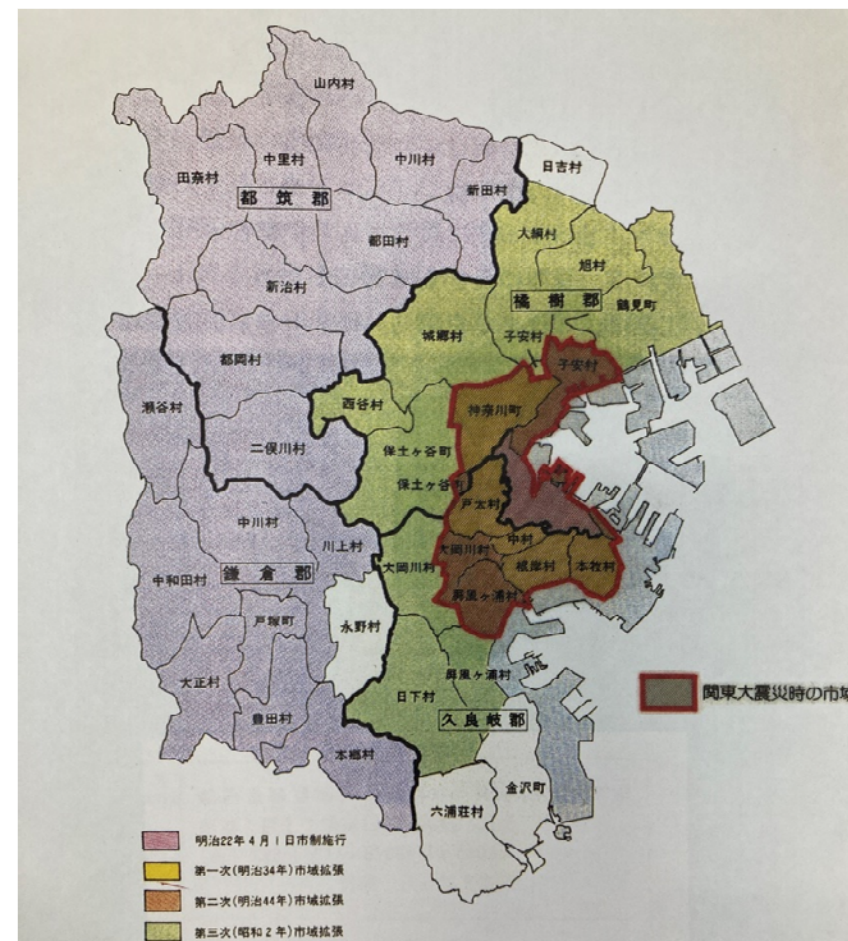 山内村
中里村
中川村
日吉村
田奈村
新田村
都筑郡
大綱村
都田村
旭村
新治村
橘樹郡
鶴見町
城郷村
子安村
都岡村
子安村
瀬谷村
西谷村
神奈川町
二俣川村
保土ヶ谷町
保土ヶ谷町
戸太村
中川村
川上村
中村
大岡川村
大岡川村
根岸村
本牧村
鎌倉郡
中和田村
屏風ヶ浦村
戸塚町
永野村
大正村
屏風ヶ浦村
日下村
関東大震災時の市域
豊田村
久良岐郡
本郷村
金沢町
六浦荘村
明治22年4月1日市制施行
第一次(明治34年)市域拡張
第二次(明治44年)市域拡張
第三次(昭和2年)市域拡張